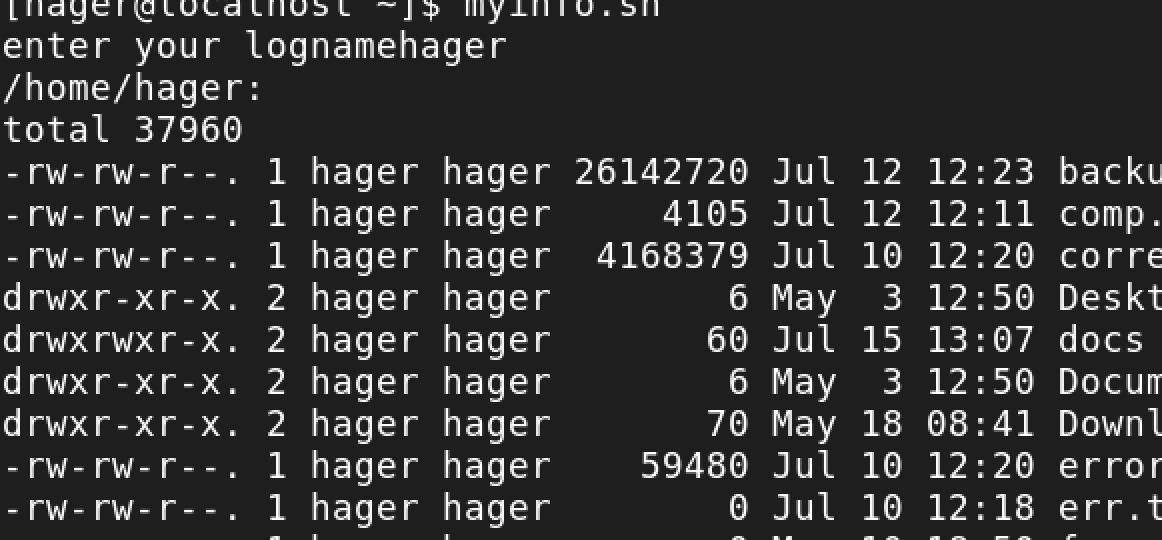 [hager@localhost ~]$ myinfo.sh
enter your lognamehager
/home/hager:
total 37960
-rw-rw-r--. 1 hager hager 26142720 Jul 12 12:23 backu
-rw-rw-r--. 1 hager hager     4105 Jul 12 12:11 comp.
-rw-rw-r--. 1 hager hager  4168379 Jul 10 12:20 corre
drwxr-xr-x. 2 hager hager        6 May  3 12:50 Deskt
drwxrwxr-x. 2 hager hager       60 Jul 15 13:07 docs
drwxr-xr-x. 2 hager hager        6 May  3 12:50 Docum
drwxr-xr-x. 2 hager hager       70 May 18 08:41 Downl
-rw-rw-r--. 1 hager hager    59480 Jul 10 12:20 error
-rw-rw-r--. 1 hager hager        0 Jul 10 12:18 err.t